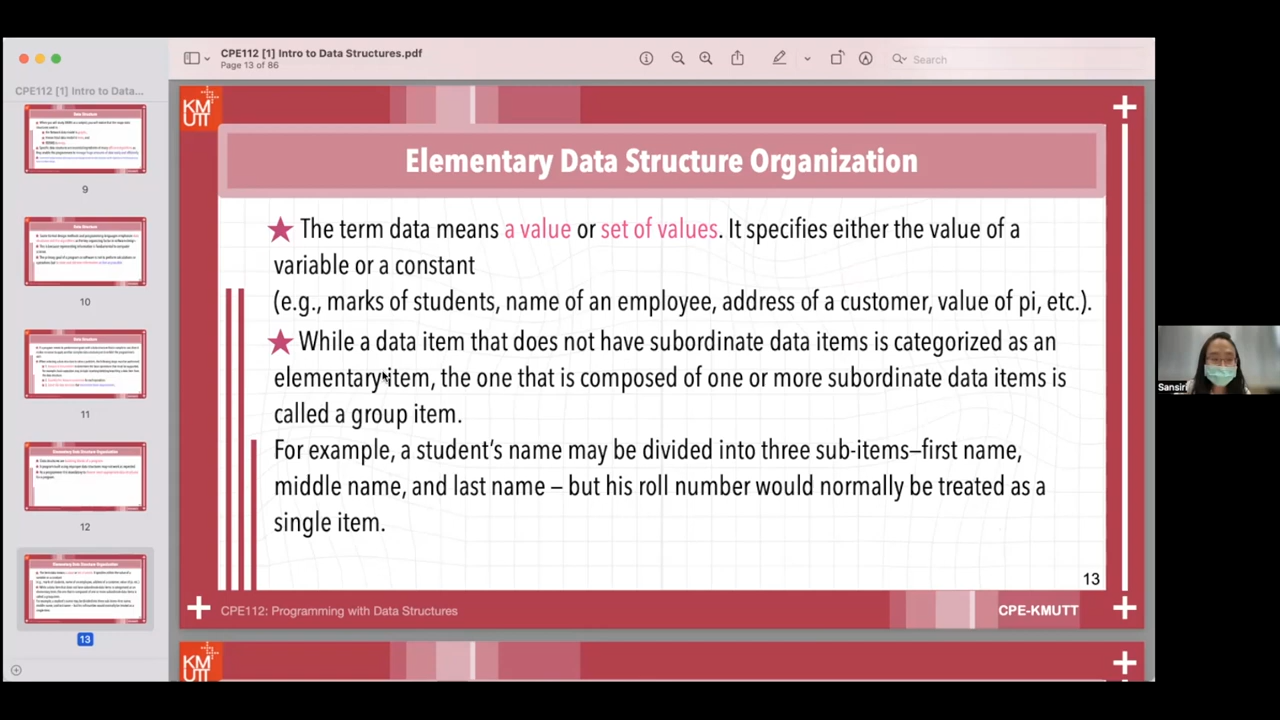 CPE112 [1] Intro to Data Structures.pdf
Page 13 of 86
Search
CPE112 [1] Intro to Data...
9
10
11
12
13
KM
UTT
Elementary Data Structure Organization
The term data means a value or set of values. It specifies either the value of a
variable or a constant
(e.g., marks of students, name of an employee, address of a customer, value of pi, etc.).
While a data item that does not have subordinate data items is categorized as an
elementary item, the one that is composed of one or more subordinate data items is
called a group item.
For example, a student's name may be divided into three sub-items—first name,
middle name, and last name – but his roll number would normally be treated as a
single item.
13
CPE112: Programming with Data Structures
CPE-KMUTT
KM
UTT
Sansiri